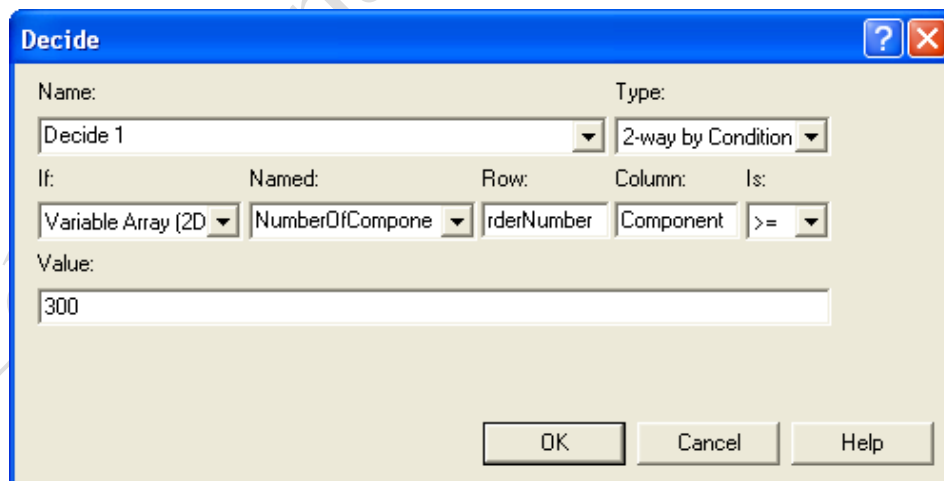 Decide
Name: Type:
Decide 1 2-way by Condition
If: Named: Row: Column: Is:
Variable Array (2D NumberOfCompone rderNumber Component >=
Value:
300
OK Cancel Help